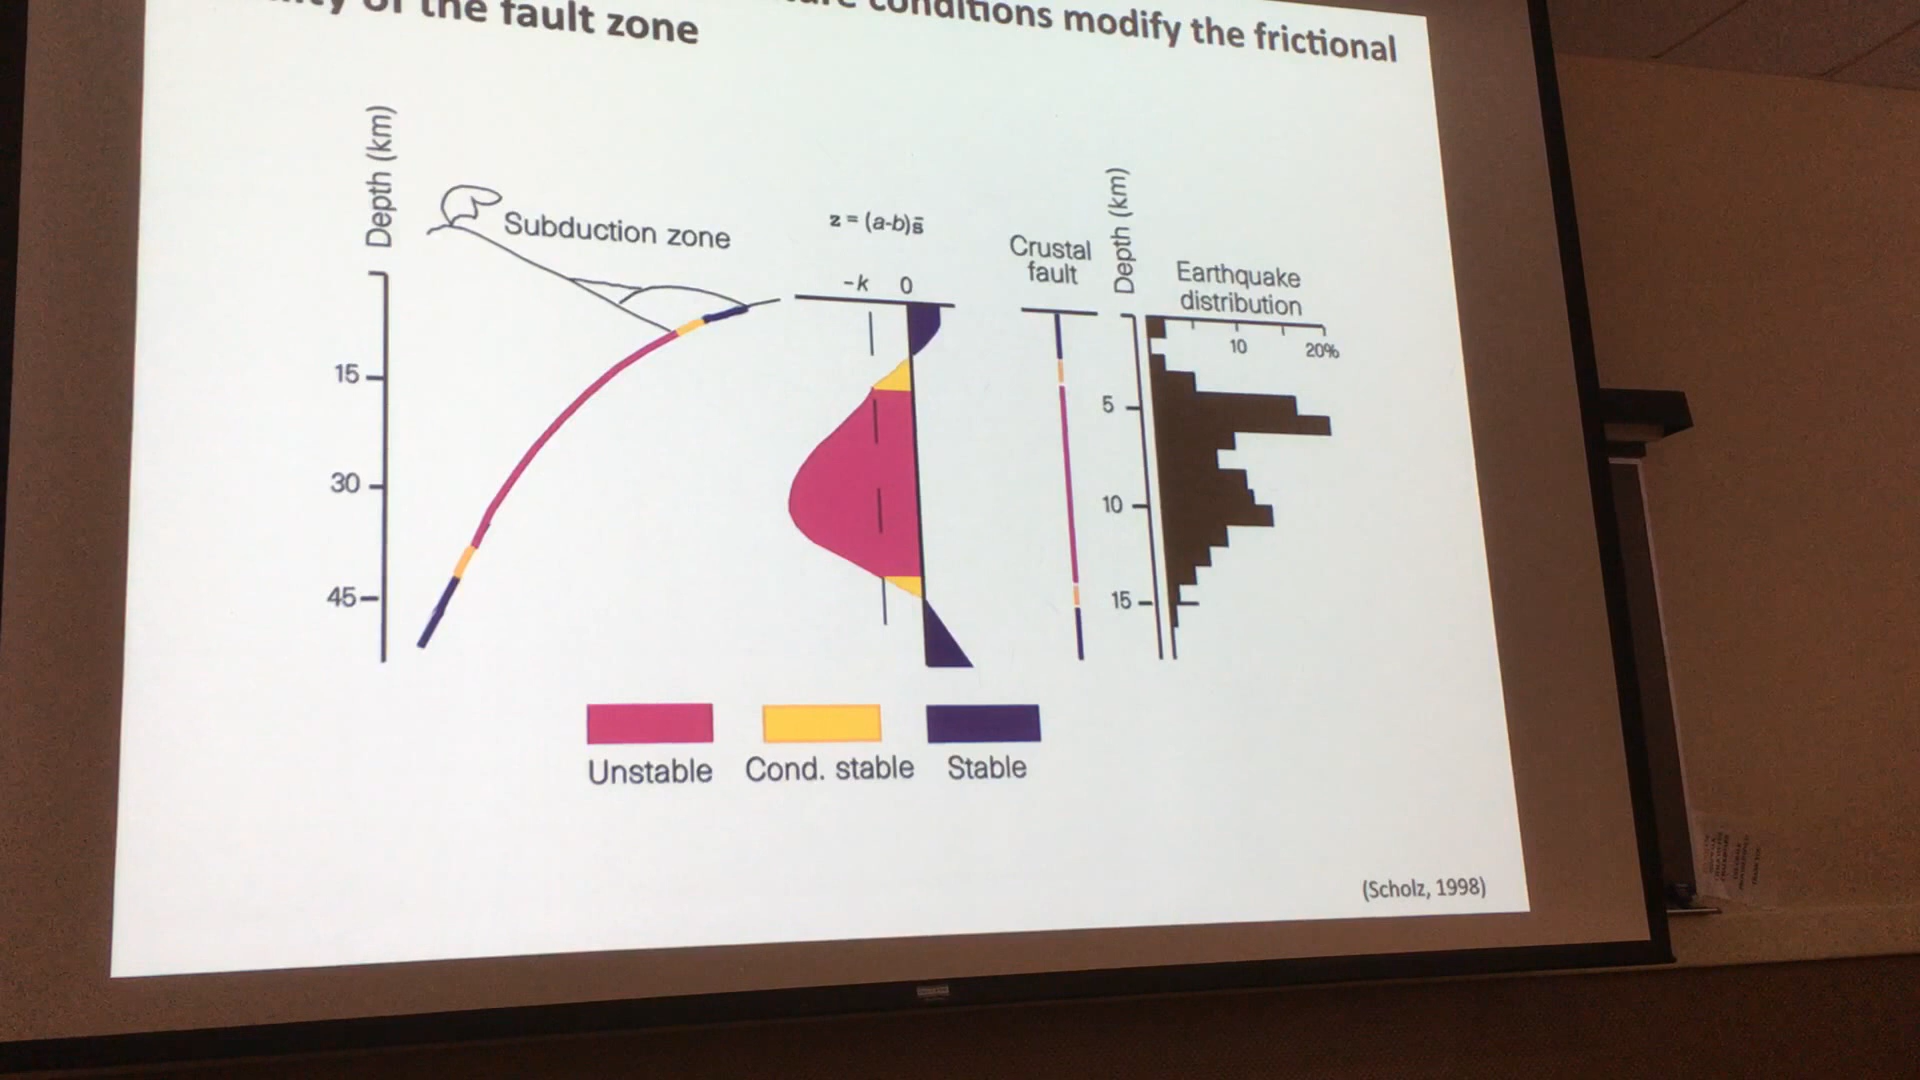 conditions modify the frictional
of the fault zone
Depth (km)
Subduction zone
z = (a-b)s̄
-k 0
Crustal
fault
Depth (km)
Earthquake
distribution
10 20%
15
30
45
5
10
15
Unstable Cond. stable Stable
(Scholz, 1998)